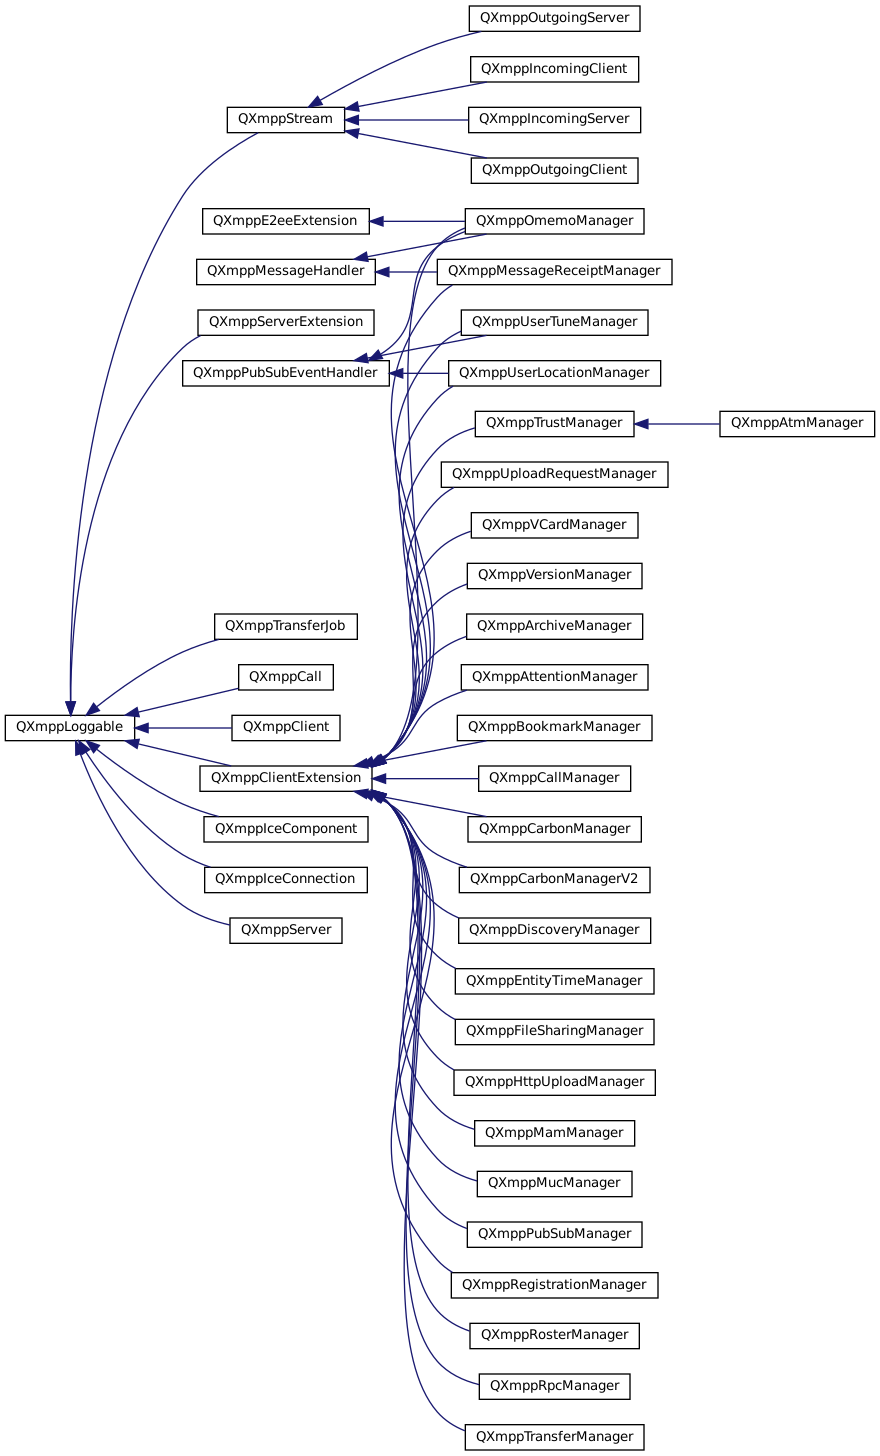 QXmppOutgoingServer
QXmppIncomingClient
QXmppStream
QXmppIncomingServer
QXmppOutgoingClient
QXmppE2eeExtension
QXmppOmemoManager
QXmppMessageHandler
QXmppMessageReceiptManager
QXmppServerExtension
QXmppUserTuneManager
QXmppPubSubEventHandler
QXmppUserLocationManager
QXmppTrustManager
QXmppAtmManager
QXmppUploadRequestManager
QXmppVCardManager
QXmppVersionManager
QXmppTransferJob
QXmppArchiveManager
QXmppCall
QXmppAttentionManager
QXmppLoggable
QXmppClient
QXmppBookmarkManager
QXmppClientExtension
QXmppCallManager
QXmppIceComponent
QXmppCarbonManager
QXmppIceConnection
QXmppCarbonManagerV2
QXmppServer
QXmppDiscoveryManager
QXmppEntityTimeManager
QXmppFileSharingManager
QXmppHttpUploadManager
QXmppMamManager
QXmppMucManager
QXmppPubSubManager
QXmppRegistrationManager
QXmppRosterManager
QXmppRpcManager
QXmppTransferManager